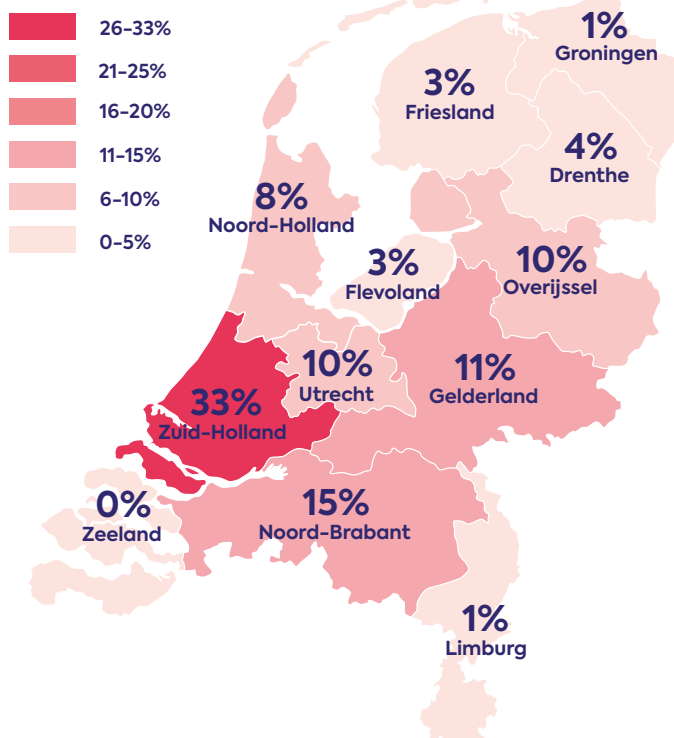 26–33%
21–25%
16–20%
11–15%
6–10%
0–5%
1%
Groningen
3%
Friesland
4%
Drenthe
8%
Noord-Holland
3%
Flevoland
10%
Overijssel
10%
Utrecht
11%
Gelderland
33%
Zuid-Holland
0%
Zeeland
15%
Noord-Brabant
1%
Limburg